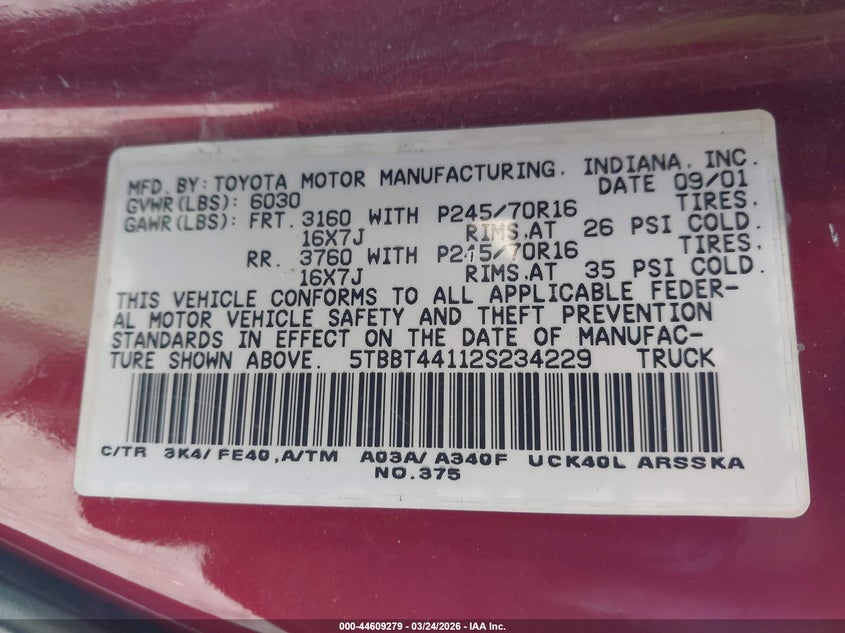 MFD. BY: TOYOTA MOTOR MANUFACTURING, INDIANA, INC.
GVWR(LBS): 6030 DATE 09/01
GAWR(LBS): FRT. 3160 WITH P245/70R16 TIRES,
16X7J RIMS,AT 26 PSI COLD.
RR. 3760 WITH P245/70R16 TIRES,
16X7J RIMS,AT 35 PSI COLD.
THIS VEHICLE CONFORMS TO ALL APPLICABLE FEDER-
AL MOTOR VEHICLE SAFETY AND THEFT PREVENTION
STANDARDS IN EFFECT ON THE DATE OF MANUFAC-
TURE SHOWN ABOVE. 5TBBT44112S234229 TRUCK
C/TR 3K4/ FE40 ,A/TM A03A/ A340F UCK40L ARSSKA
NO.375
000-44609279 - 03/24/2026 - IAA Inc.